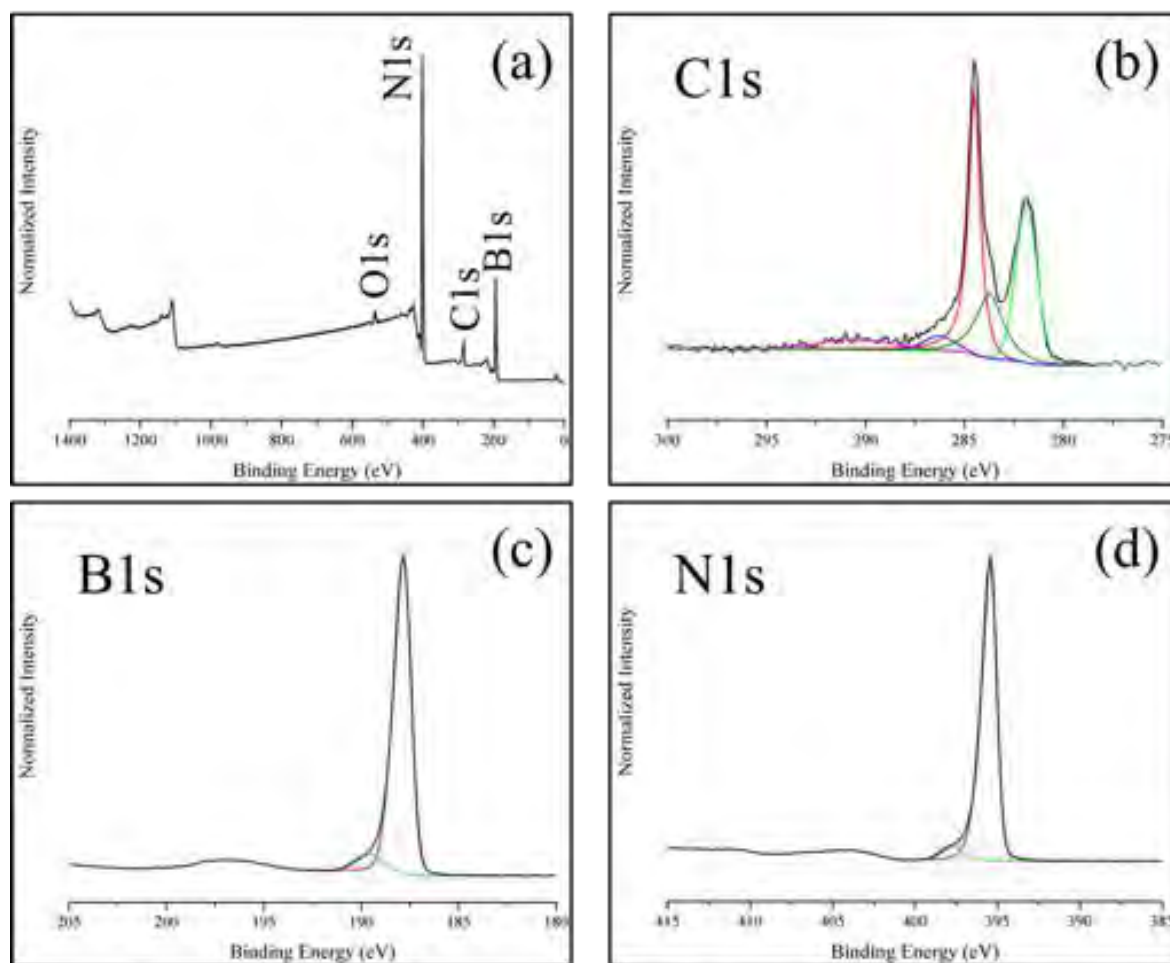 (a)
N1s
O1s
C1s
B1s
Normalized Intensity
1400 1200 1000 800 600 400 200 0
Binding Energy (eV)
(b)
C1s
Normalized Intensity
300 295 290 285 280 275
Binding Energy (eV)
(c)
B1s
Normalized Intensity
205 200 195 190 185 180
Binding Energy (eV)
(d)
N1s
Normalized Intensity
415 410 405 400 395 390 385
Binding Energy (eV)